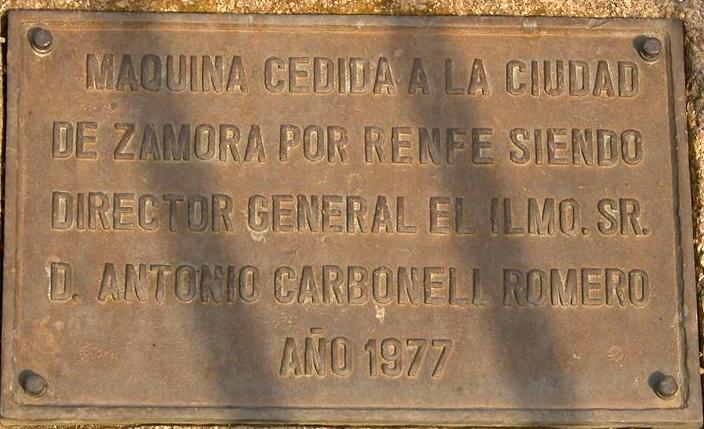 MAQUINA CEDIDA A LA CIUDAD
DE ZAMORA POR RENFE SIENDO
DIRECTOR GENERAL EL ILMO. SR.
D. ANTONIO CARBONELL ROMERO
AÑO 1977